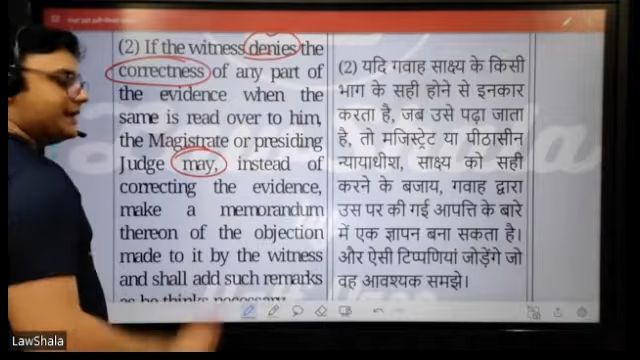 (2) If the witness denies the
correctness of any part of
the evidence when the
same is read over to him,
the Magistrate or presiding
Judge may, instead of
correcting the evidence,
make a memorandum
thereon of the objection
made to it by the witness
and shall add such remarks
as he thinks necessary.
(2) यदि गवाह साक्ष्य के किसी
भाग के सही होने से इनकार
करता है, जब उसे पढ़ा जाता
है, तो मजिस्ट्रेट या पीठासीन
न्यायाधीश, साक्ष्य को सही
करने के बजाय, गवाह द्वारा
उस पर की गई आपत्ति के बारे
में एक ज्ञापन बना सकता है।
और ऐसी टिप्पणियां जोड़ेंगे जो
वह आवश्यक समझे।
LawShala